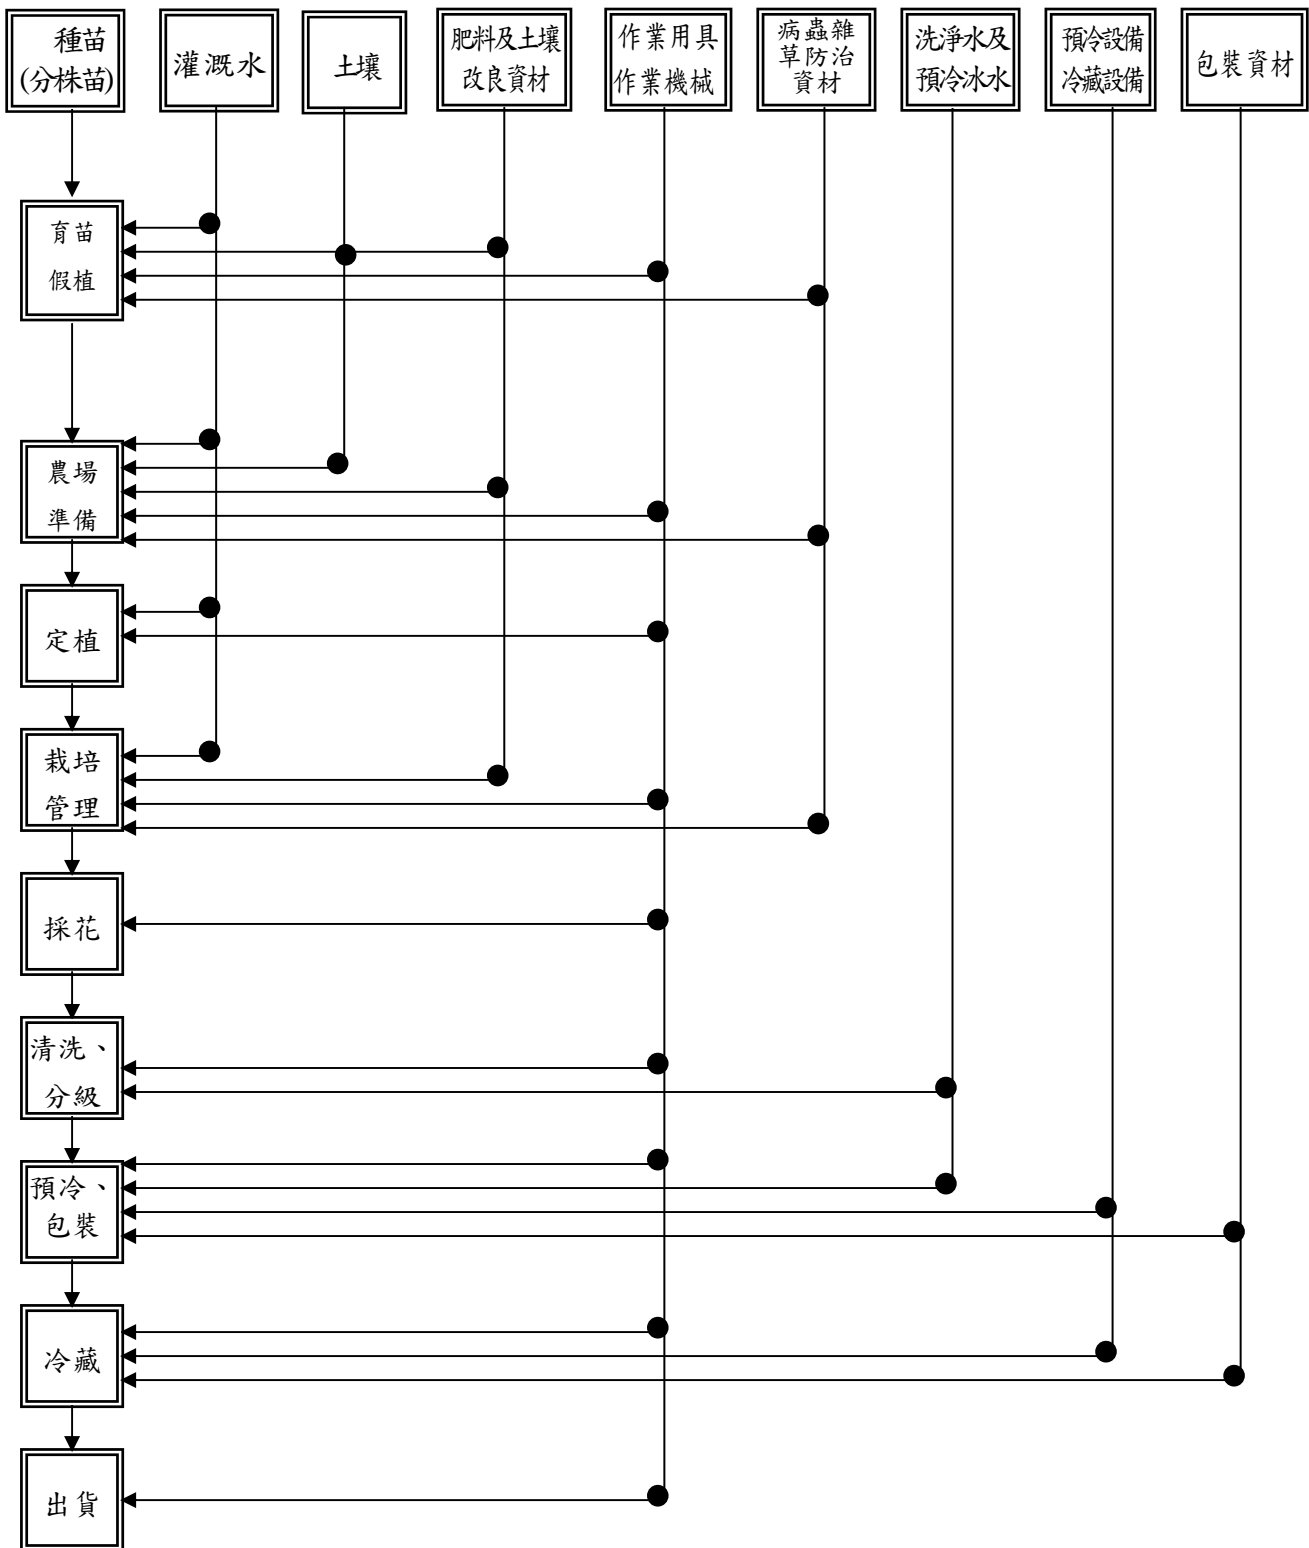 種苗
(分株苗)
灌溉水
土壤
肥料及土壤
改良資材
作業用具
作業機械
病蟲雜
草防治
資材
洗淨水及
預冷冰水
預冷設備
冷藏設備
包裝資材
育苗
假植
農場
準備
定植
栽培
管理
採花
清洗、
分級
預冷、
包裝
冷藏
出貨